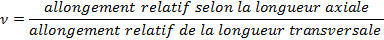 ν = allongement relatif selon la longueur axiale
allongement relatif de la longueur transversale